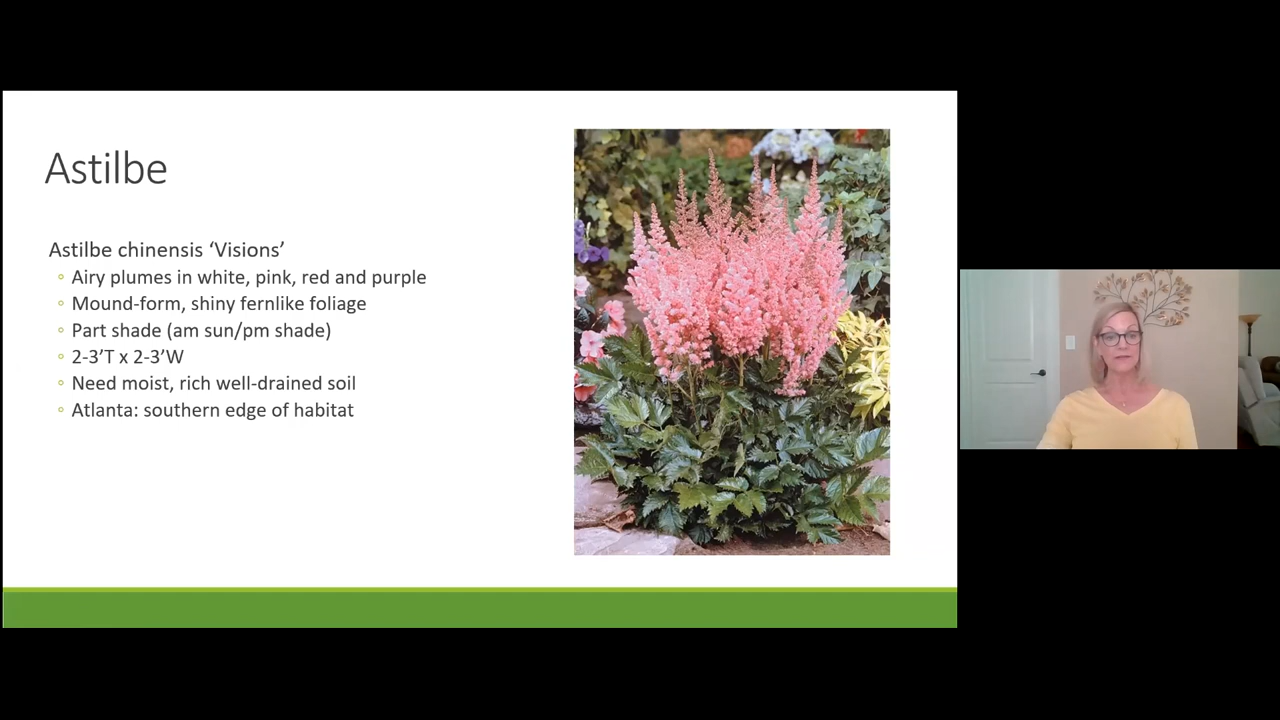 Astilbe
Astilbe chinensis ‘Visions’
◦ Airy plumes in white, pink, red and purple
◦ Mound-form, shiny fernlike foliage
◦ Part shade (am sun/pm shade)
◦ 2-3’T x 2-3’W
◦ Need moist, rich well-drained soil
◦ Atlanta: southern edge of habitat